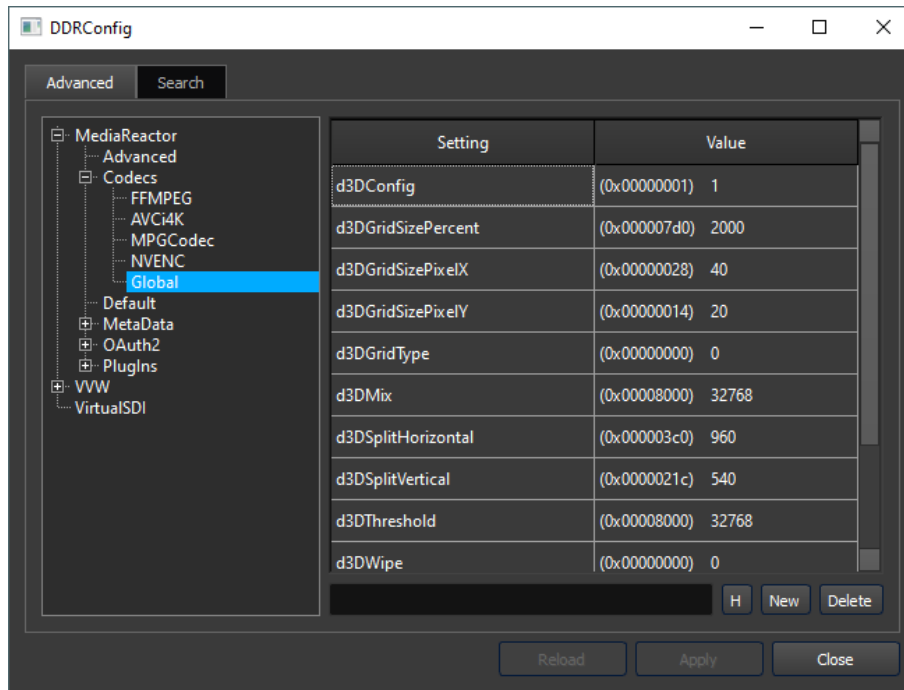 DDRConfig
Advanced
Search
MediaReactor
Advanced
Codecs
FFMPEG
AVCi4K
MPGCodec
NVENC
Global
Default
MetaData
OAuth2
PlugIns
VVW
VirtualSDI
Setting Value
d3DConfig (0x00000001) 1
d3DGridSizePercent (0x000007d0) 2000
d3DGridSizePixelX (0x00000028) 40
d3DGridSizePixelY (0x00000014) 20
d3DGridType (0x00000000) 0
d3DMix (0x00008000) 32768
d3DSplitHorizontal (0x000003c0) 960
d3DSplitVertical (0x0000021c) 540
d3DThreshold (0x00008000) 32768
d3DWipe (0x00000000) 0
H New Delete
Reload Apply Close